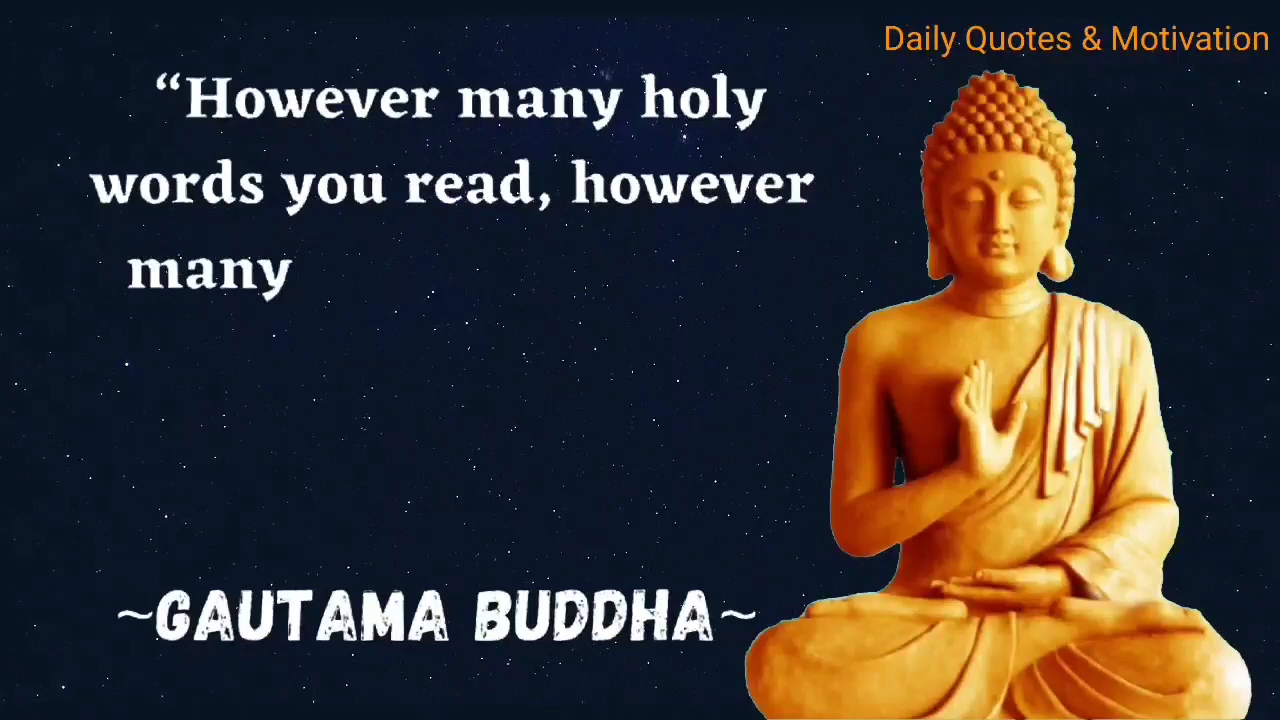 Daily Quotes & Motivation
“However many holy
words you read, however
many
~GAUTAMA BUDDHA~